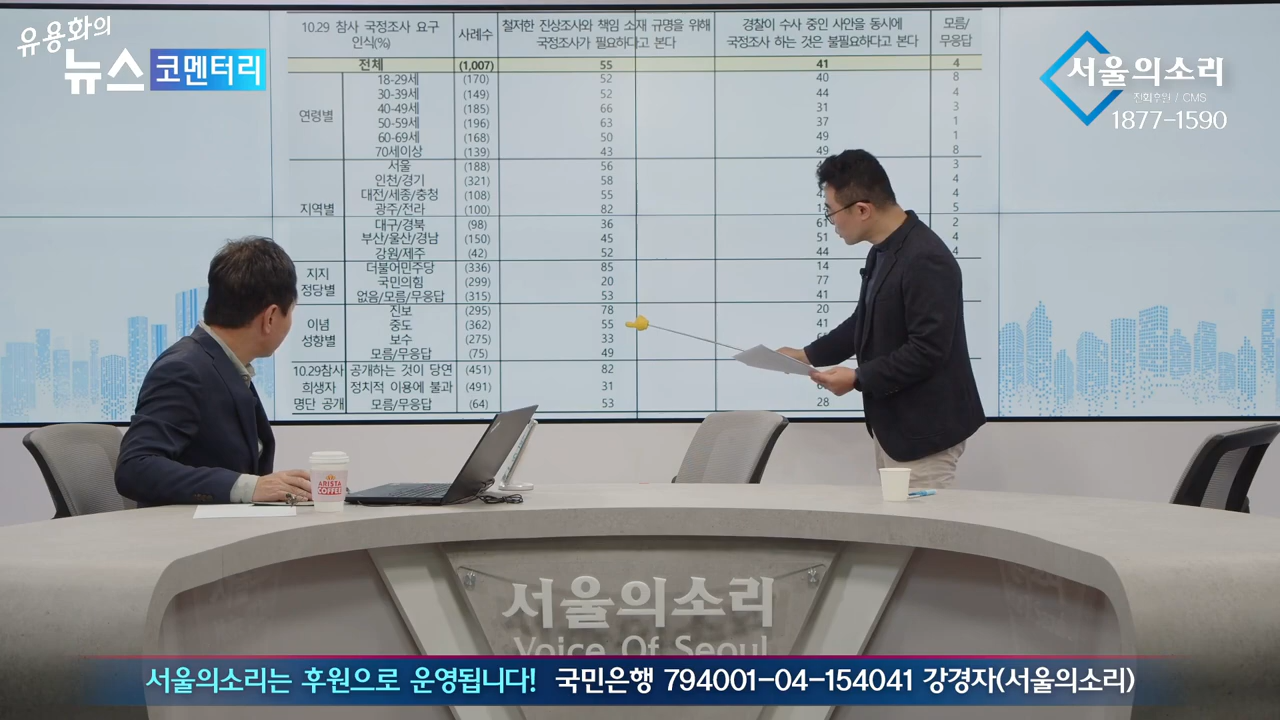 유용화의
뉴스 코멘터리
서울의소리
전화후원 / CMS
1877-1590
10.29 참사 국정조사 요구 인식(%) 사례수 철저한 진상조사와 책임 소재 규명을 위해 국정조사가 필요하다고 본다 경찰이 수사 중인 사안을 동시에 국정조사 하는 것은 불필요하다고 본다 모름/무응답
전체 (1,007) 55 41 4
연령별
18-29세 (170) 52 40 8
30-39세 (149) 52 44 4
40-49세 (185) 66 31 3
50-59세 (196) 63 37 1
60-69세 (168) 50 49 1
70세이상 (139) 43 49 8
지역별
서울 (188) 56 3
인천/경기 (321) 58 4
대전/세종/충청 (108) 55 4
광주/전라 (100) 82 5
대구/경북 (98) 36 61 2
부산/울산/경남 (150) 45 51 4
강원/제주 (42) 52 44 4
지지 정당별
더불어민주당 (336) 85 14
국민의힘 (299) 20 77
없음/모름/무응답 (315) 53 41
이념 성향별
진보 (295) 78 20
중도 (362) 55 41
보수 (275) 33
모름/무응답 (75) 49
10.29참사 희생자 명단 공개
공개하는 것이 당연 (451) 82
정치적 이용에 불과 (491) 31
모름/무응답 (64) 53 28
ARISTA
COFFEE
서울의소리
Voice Of Seoul
서울의소리는 후원으로 운영됩니다! 국민은행 794001-04-154041 강경자(서울의소리)